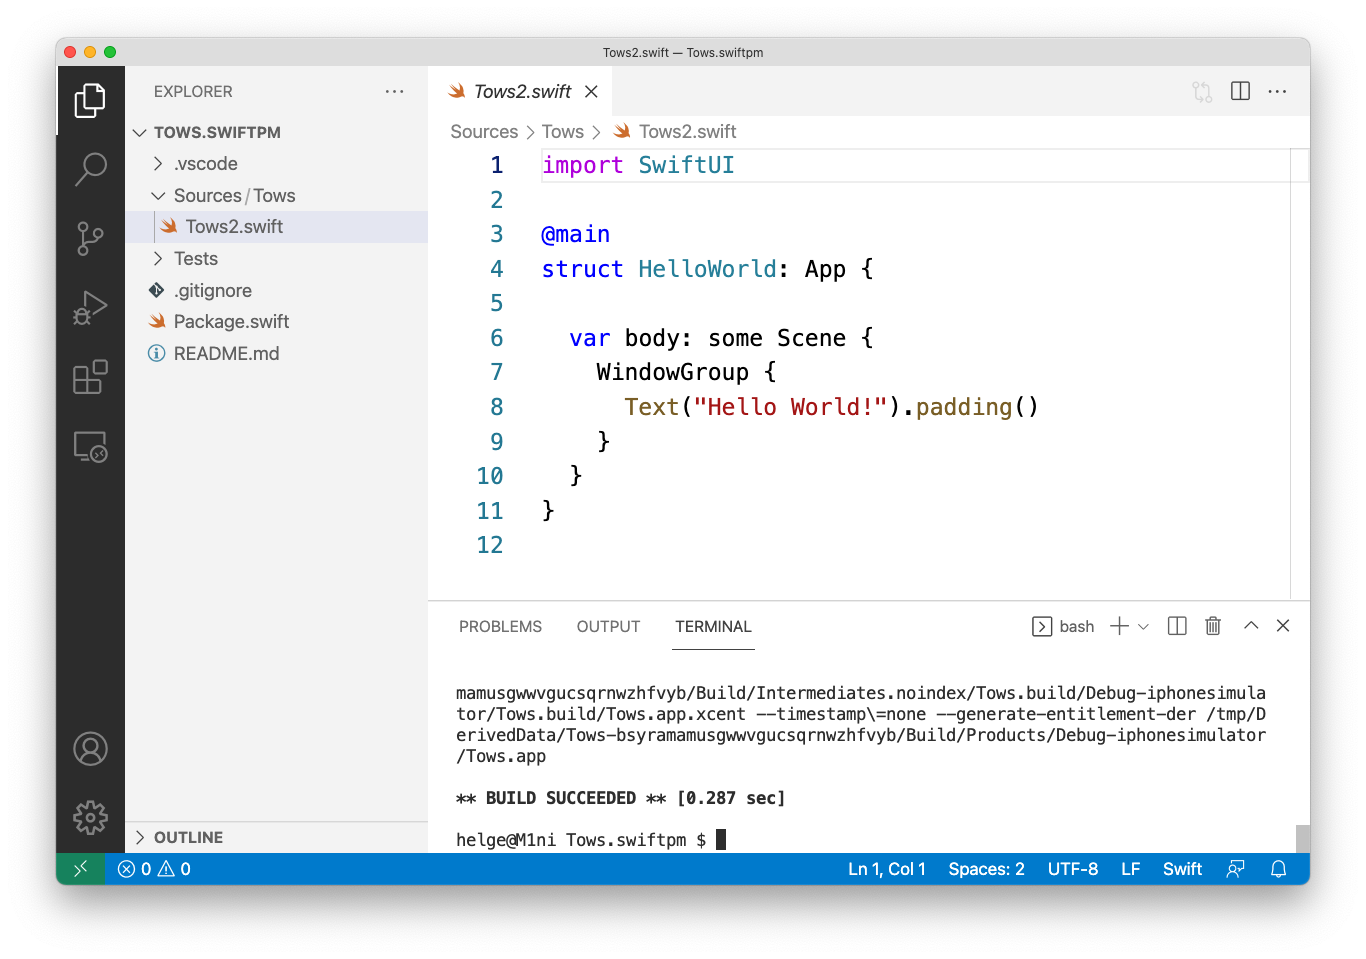 Tows2.swift — Tows.swiftpm
EXPLORER
TOWS.SWIFTPM
.vscode
Sources/Tows
Tows2.swift
Tests
.gitignore
Package.swift
README.md
OUTLINE
Tows2.swift
Sources > Tows > Tows2.swift
1 import SwiftUI
2
3 @main
4 struct HelloWorld: App {
5
6 var body: some Scene {
7 WindowGroup {
8 Text("Hello World!").padding()
9 }
10 }
11 }
12
PROBLEMS OUTPUT TERMINAL bash
mamusgwwvgucsqrnwzhfvyb/Build/Intermediates.noindex/Tows.build/Debug-iphonesimula
tor/Tows.build/Tows.app.xcent --timestamp\=none --generate-entitlement-der /tmp/D
erivedData/Tows-bsyramamusgwwvgucsqrnwzhfvyb/Build/Products/Debug-iphonesimulator
/Tows.app
** BUILD SUCCEEDED ** [0.287 sec]
helge@M1ni Tows.swiftpm $
0 0 Ln 1, Col 1 Spaces: 2 UTF-8 LF Swift